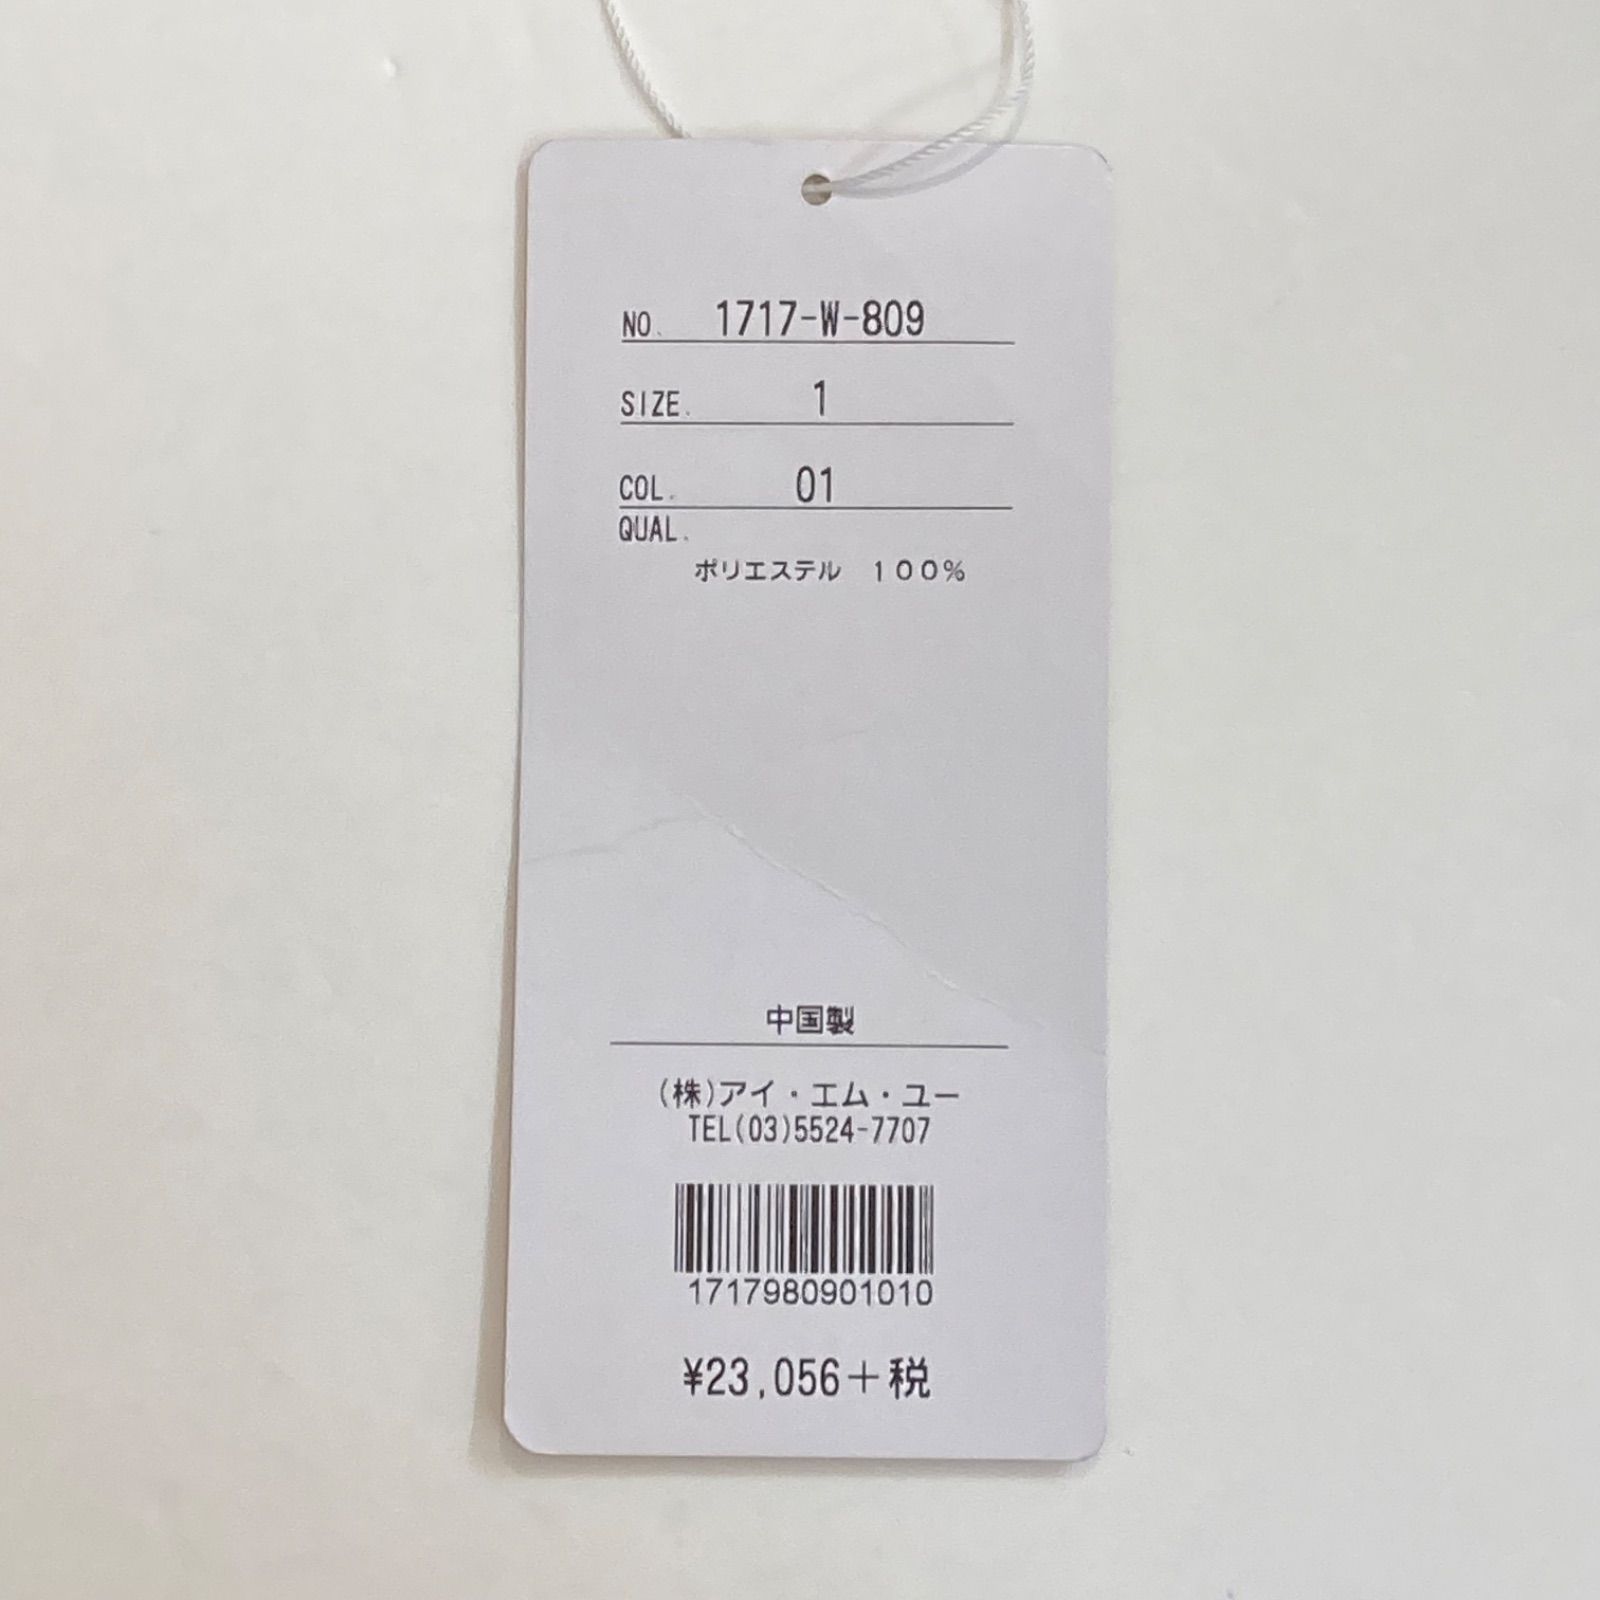 NO. 1717-W-809
SIZE. 1
COL. 01
QUAL.
ポリエステル　１００％
中国製
(株)アイ・エム・ユー
TEL(03)5524-7707
1717980901010
¥23,056＋税